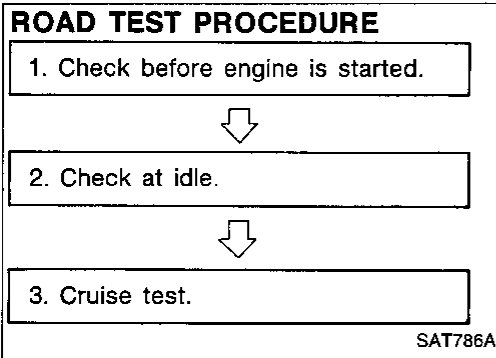 ROAD TEST PROCEDURE
1. Check before engine is started.
2. Check at idle.
3. Cruise test.
SAT786A